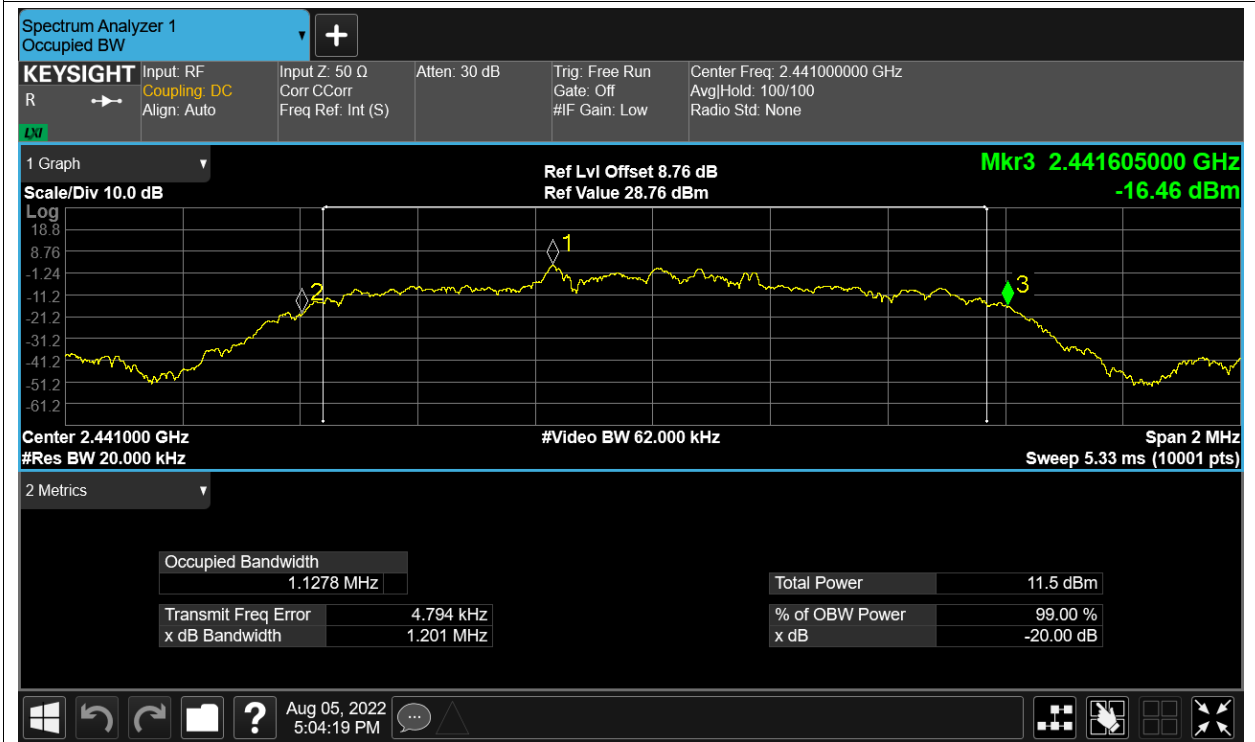 Spectrum Analyzer 1
Occupied BW
KEYSIGHT
R
LXI
Input: RF
Coupling: DC
Align: Auto
Input Z: 50 Ω
Corr CCorr
Freq Ref: Int (S)
Atten: 30 dB
Trig: Free Run
Gate: Off
#IF Gain: Low
Center Freq: 2.441000000 GHz
Avg|Hold: 100/100
Radio Std: None
1 Graph
Scale/Div 10.0 dB
Ref Lvl Offset 8.76 dB
Ref Value 28.76 dBm
Mkr3 2.441605000 GHz
-16.46 dBm
Log
18.8
8.76
-1.24
-11.2
-21.2
-31.2
-41.2
-51.2
-61.2
1
2
3
Center 2.441000 GHz
#Res BW 20.000 kHz
#Video BW 62.000 kHz
Span 2 MHz
Sweep 5.33 ms (10001 pts)
2 Metrics
Occupied Bandwidth
1.1278 MHz
Transmit Freq Error 4.794 kHz
x dB Bandwidth 1.201 MHz
Total Power 11.5 dBm
% of OBW Power 99.00 %
x dB -20.00 dB
?
Aug 05, 2022
5:04:19 PM